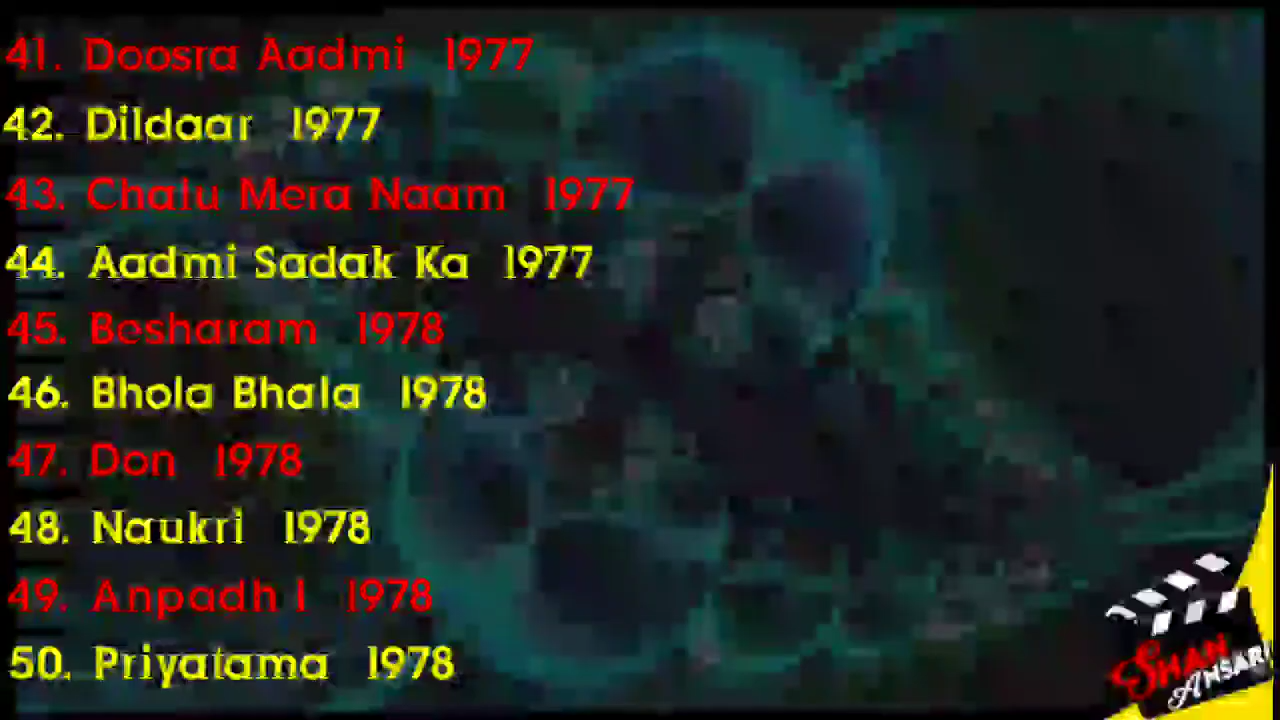 41. Doosra Aadmi 1977
42. Dildaar 1977
43. Chalu Mera Naam 1977
44. Aadmi Sadak Ka 1977
45. Besharam 1978
46. Bhola Bhala 1978
47. Don 1978
48. Naukri 1978
49. Anpadh I 1978
50. Priyatama 1978
SHAN
ANSARI